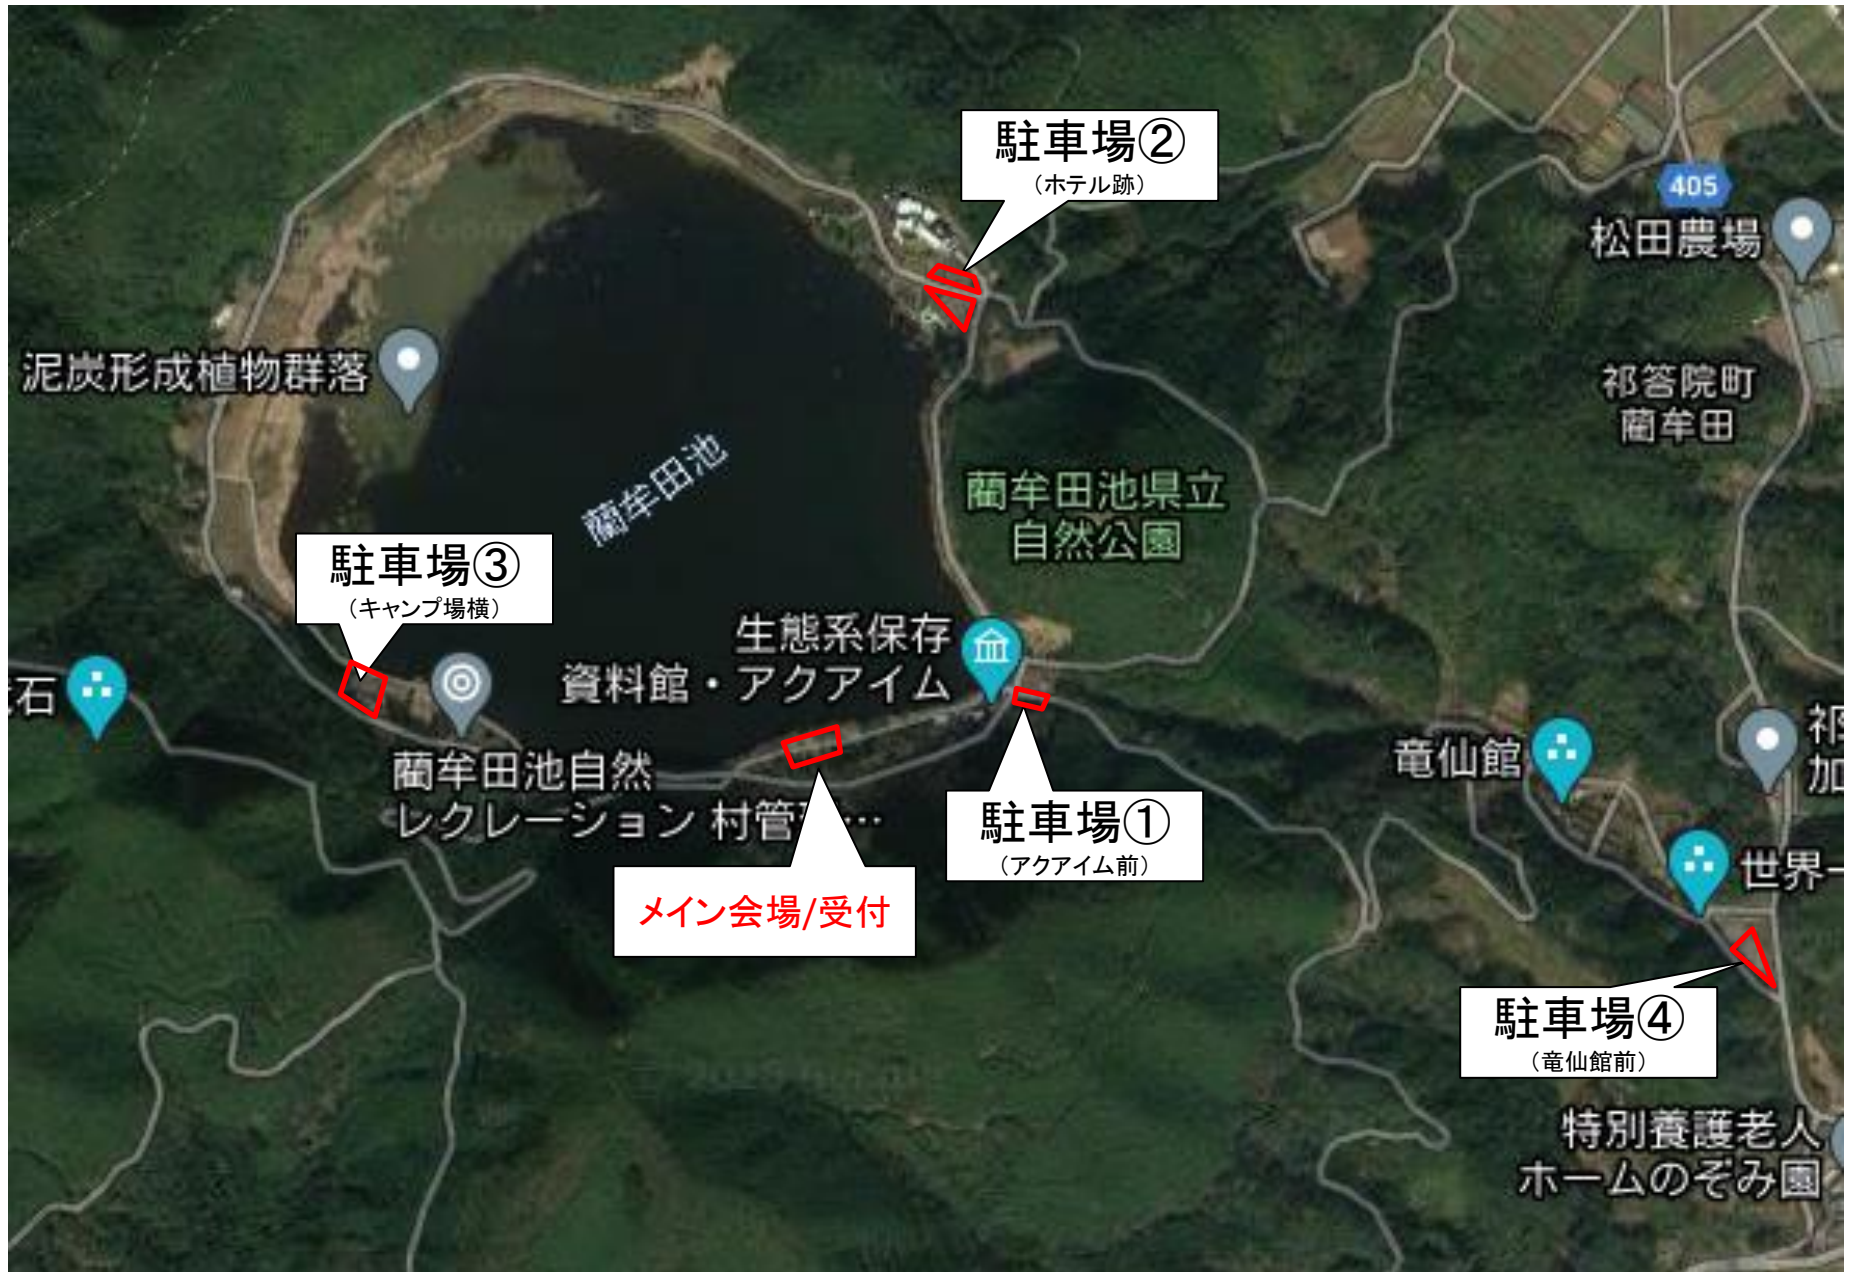 駐車場②
（ホテル跡）
405
松田農場
泥炭形成植物群落
祁答院町
藺牟田
藺牟田池
藺牟田池県立
自然公園
駐車場③
（キャンプ場横）
生態系保存
資料館・アクアイム
石
竜仙館
祁
加
藺牟田池自然
レクレーション 村管…
駐車場①
（アクアイム前）
世界一
メイン会場/受付
駐車場④
（竜仙館前）
特別養護老人
ホームのぞみ園